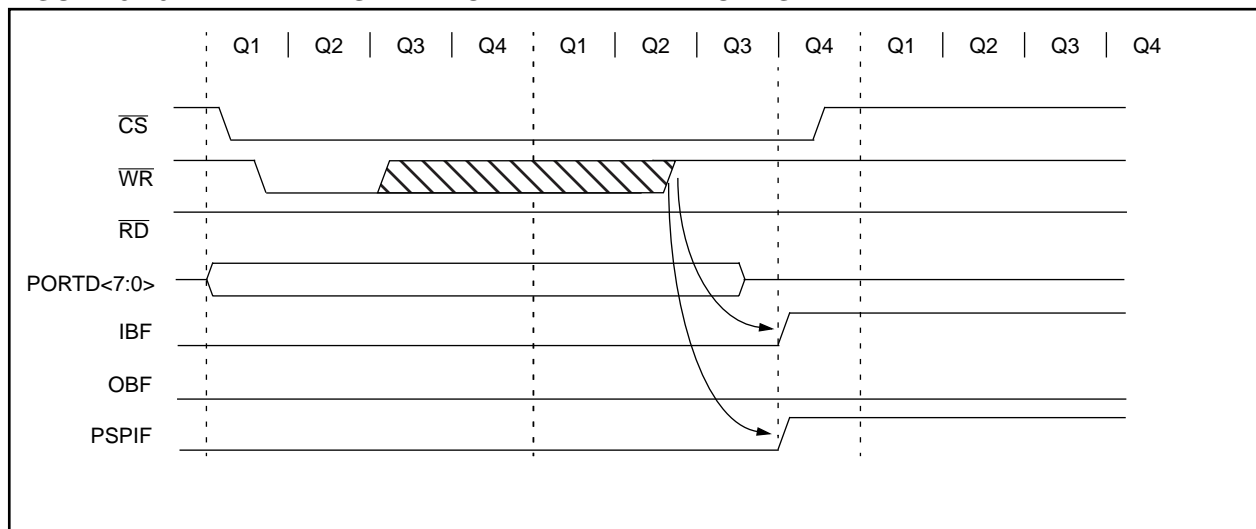 Q1 | Q2 | Q3 | Q4 Q1 | Q2 | Q3 Q4 Q1 | Q2 | Q3 | Q4
CS
WR
RD
PORTD<7:0>
IBF
OBF
PSPIF